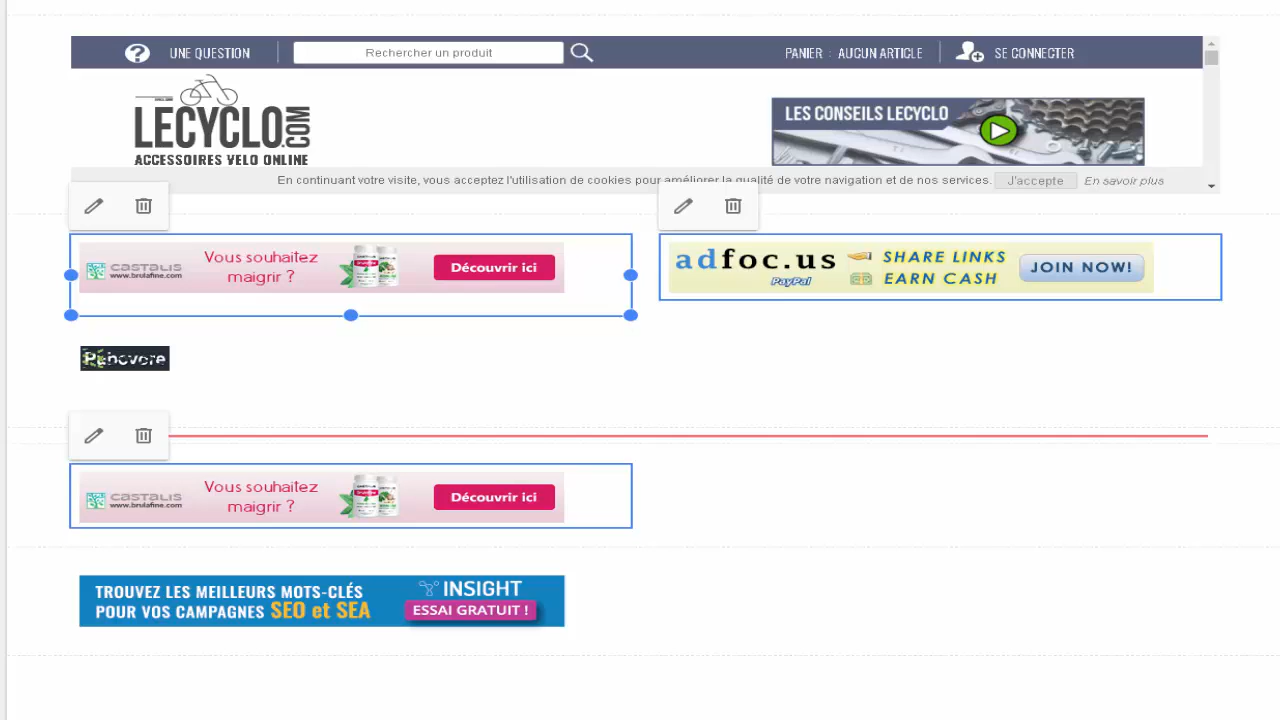 UNE QUESTION
Rechercher un produit
PANIER : AUCUN ARTICLE
SE CONNECTER
LECYCLO.COM
ACCESSOIRES VELO ONLINE
LES CONSEILS LECYCLO
En continuant votre visite, vous acceptez l'utilisation de cookies pour améliorer la qualité de votre navigation et de nos services.
J'accepte
En savoir plus
CASTALIS
www.brulafine.com
Vous souhaitez
maigrir ?
Découvrir ici
adfoc.us
PayPal
SHARE LINKS
EARN CASH
JOIN NOW!
CASTALIS
www.brulafine.com
Vous souhaitez
maigrir ?
Découvrir ici
TROUVEZ LES MEILLEURS MOTS-CLÉS
POUR VOS CAMPAGNES SEO et SEA
INSIGHT
ESSAI GRATUIT !